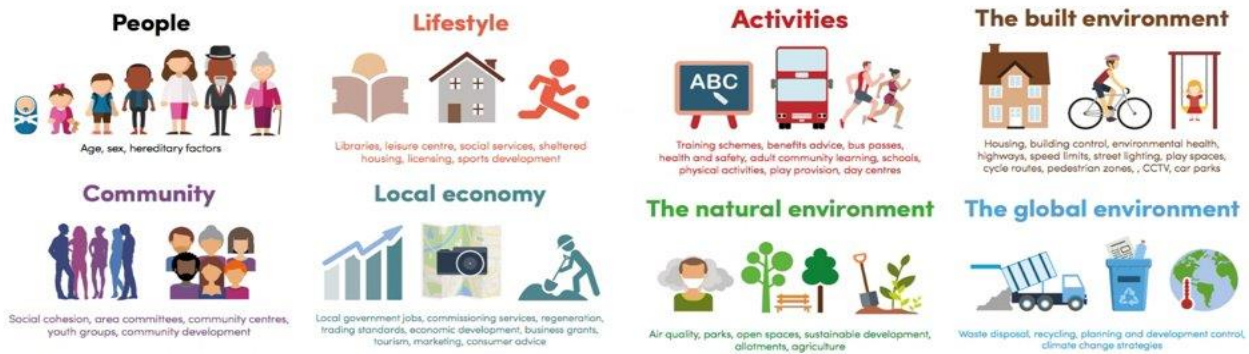 People
Age, sex, hereditary factors
Lifestyle
Libraries, leisure centre, social services, sheltered
housing, licensing, sports development
Activities
ABC
Training schemes, benefits advice, bus passes,
health and safety, adult community learning, schools,
physical activities, play provision, day centres
The built environment
Housing, building control, environmental health,
highways, speed limits, street lighting, play spaces,
cycle routes, pedestrian zones, , CCTV, car parks
Community
Social cohesion, area committees, community centres,
youth groups, community development
Local economy
Local government jobs, commissioning services, regeneration,
trading standards, economic development, business grants,
tourism, marketing, consumer advice
The natural environment
Air quality, parks, open spaces, sustainable development,
allotments, agriculture
The global environment
Waste disposal, recycling, planning and development control,
climate change strategies